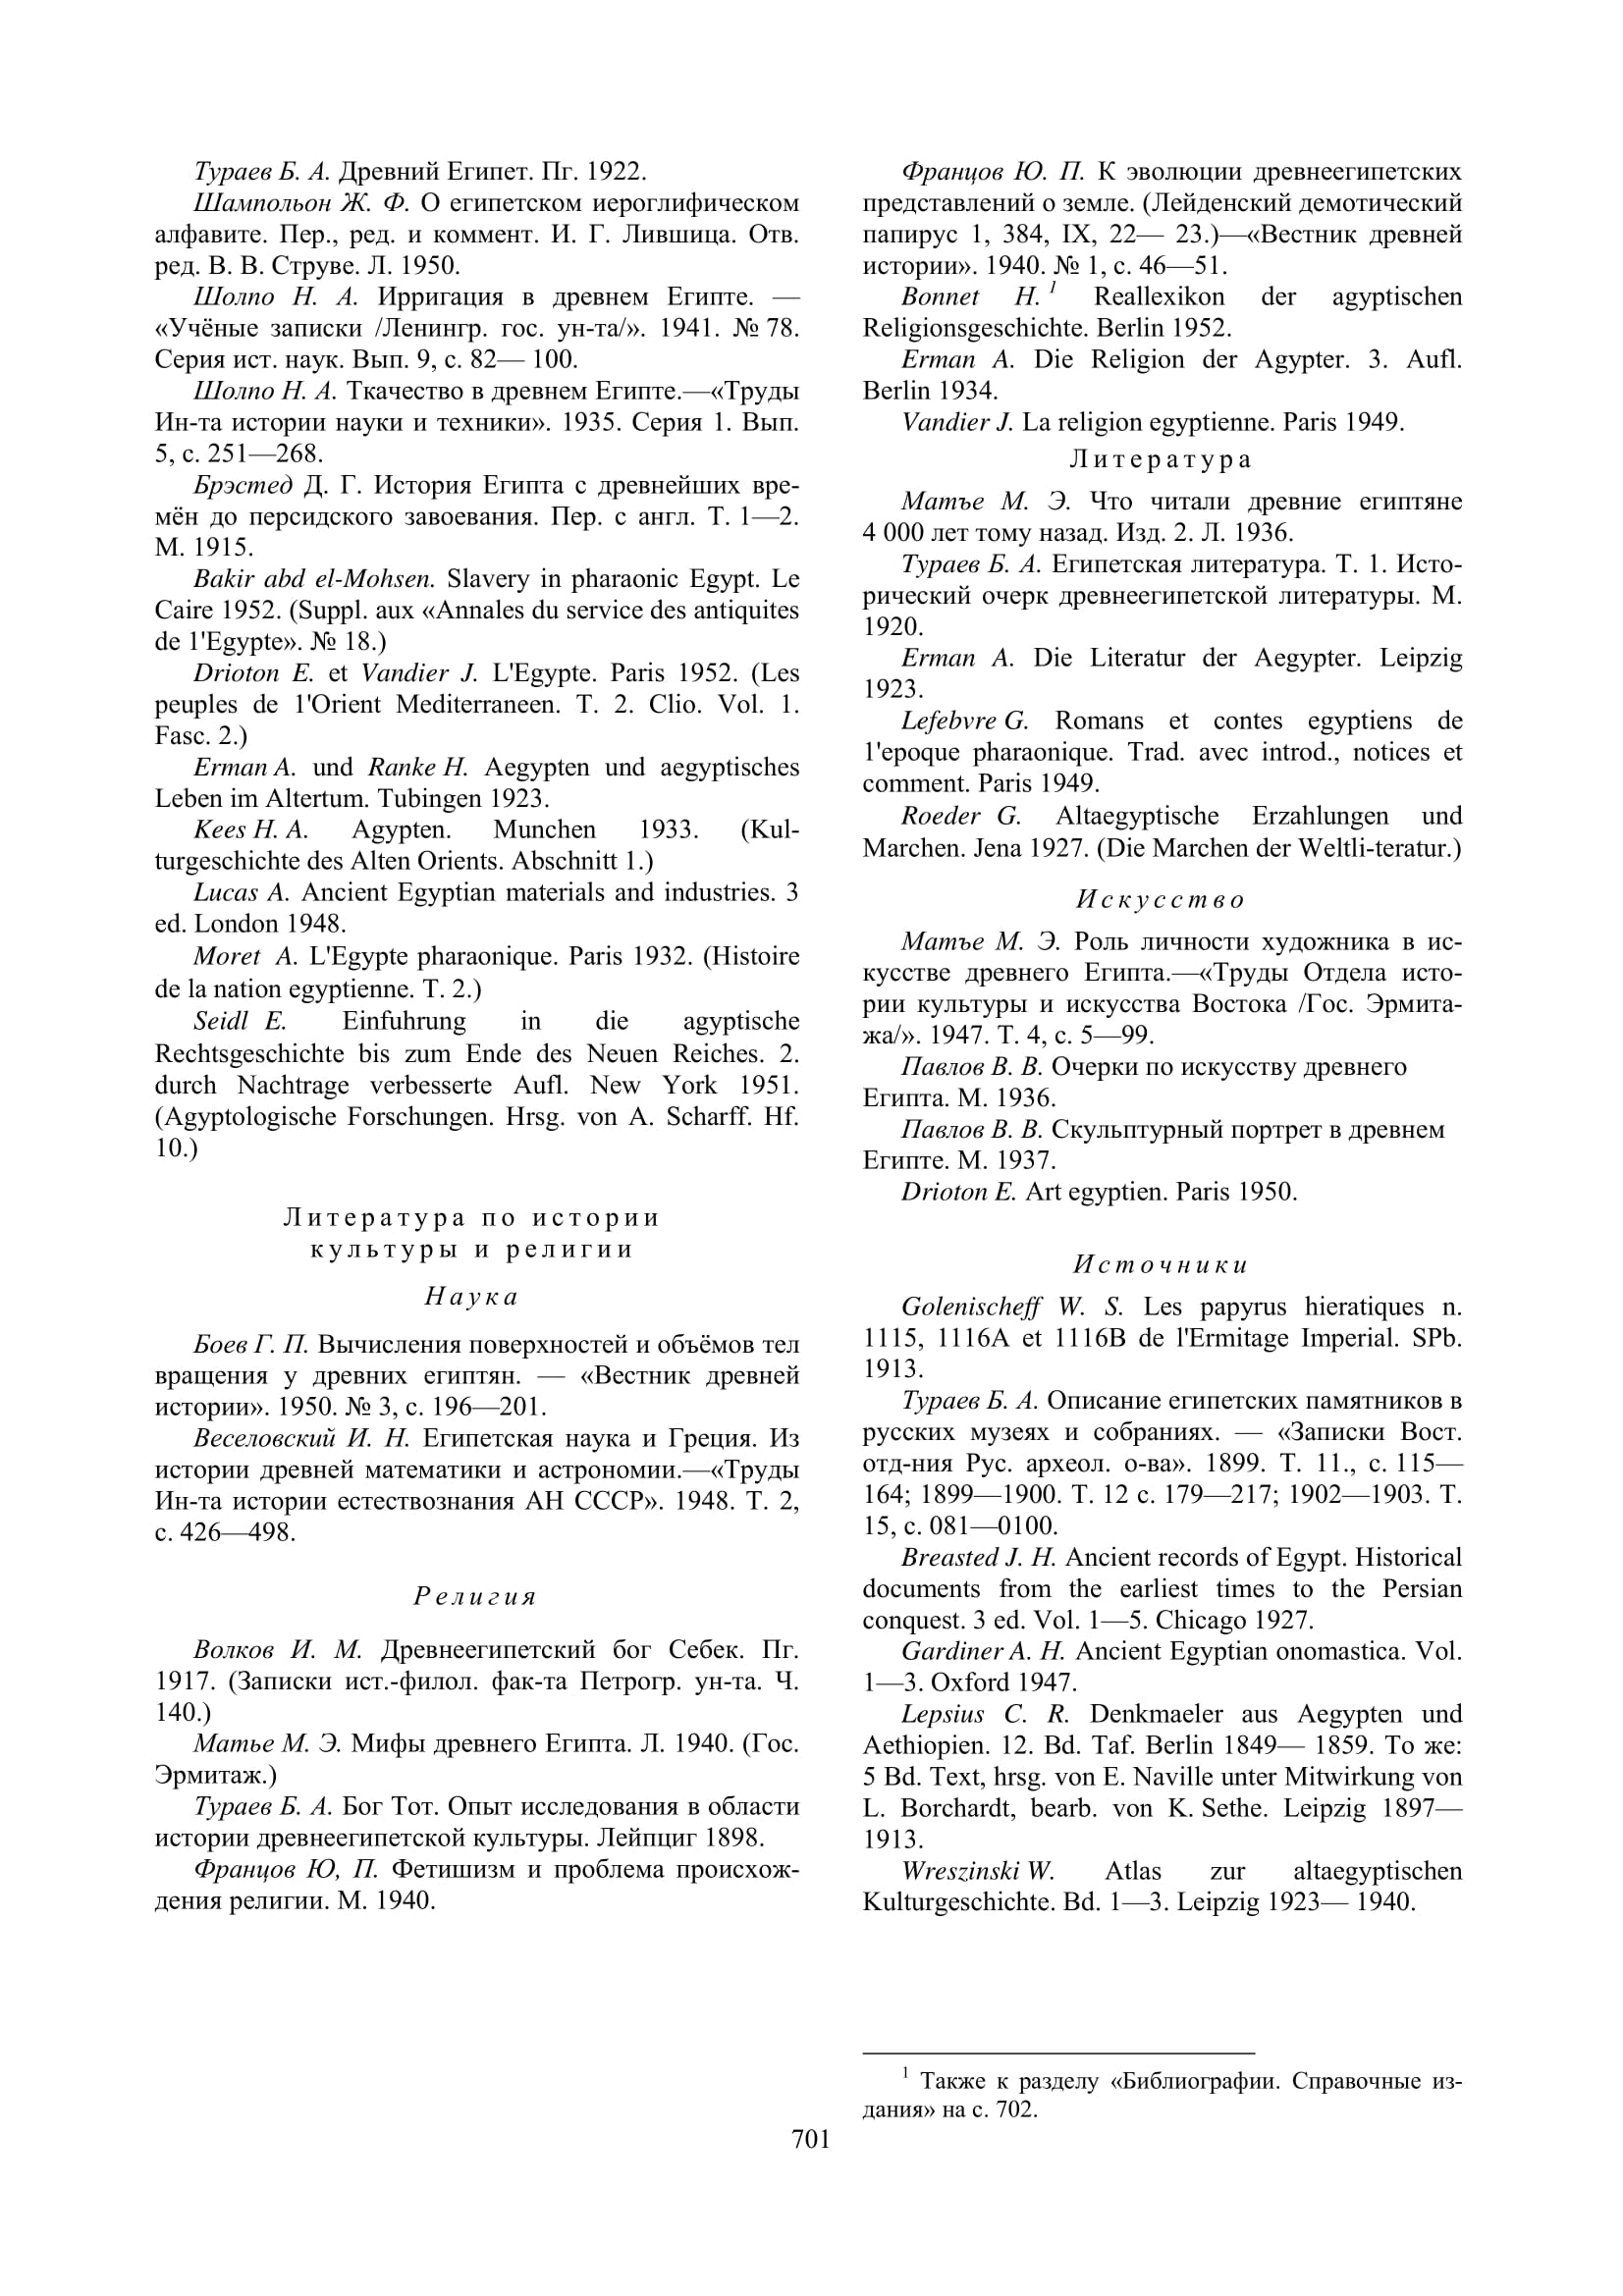 Тураев Б. А. Древний Египет. Пг. 1922.
Шампольон Ж. Ф. О египетском иероглифическом
алфавите. Пер., ред. и коммент. И. Г. Лившица. Отв.
ред. В. В. Струве. Л. 1950.
Шолпо Н. А. Ирригация в древнем Египте. —
«Учёные записки /Ленингр. гос. ун-та/». 1941. № 78.
Серия ист. наук. Вып. 9, с. 82— 100.
Шолпо Н. А. Ткачество в древнем Египте.—«Труды
Ин-та истории науки и техники». 1935. Серия 1. Вып.
5, с. 251—268.
Брэстед Д. Г. История Египта с древнейших вре-
мён до персидского завоевания. Пер. с англ. Т. 1—2.
М. 1915.
Bakir abd el-Mohsen. Slavery in pharaonic Egypt. Le
Caire 1952. (Suppl. aux «Annales du service des antiquites
de 1'Egypte». № 18.)
Drioton E. et Vandier J. L'Egypte. Paris 1952. (Les
peuples de 1'Orient Mediterraneen. T. 2. Clio. Vol. 1.
Fasc. 2.)
Erman A. und Ranke H. Aegypten und aegyptisches
Leben im Altertum. Tubingen 1923.
Kees H. A. Agypten. Munchen 1933. (Kul-
turgeschichte des Alten Orients. Abschnitt 1.)
Lucas A. Ancient Egyptian materials and industries. 3
ed. London 1948.
Moret A. L'Egypte pharaonique. Paris 1932. (Histoire
de la nation egyptienne. T. 2.)
Seidl E. Einfuhrung in die agyptische
Rechtsgeschichte bis zum Ende des Neuen Reiches. 2.
durch Nachtrage verbesserte Aufl. New York 1951.
(Agyptologische Forschungen. Hrsg. von A. Scharff. Hf.
10.)
Литература по истории
культуры и религии
Наука
Боев Г. П. Вычисления поверхностей и объёмов тел
вращения у древних египтян. — «Вестник древней
истории». 1950. № 3, с. 196—201.
Веселовский И. Н. Египетская наука и Греция. Из
истории древней математики и астрономии.—«Труды
Ин-та истории естествознания АН СССР». 1948. Т. 2,
с. 426—498.
Религия
Волков И. М. Древнеегипетский бог Себек. Пг.
1917. (Записки ист.-филол. фак-та Петрогр. ун-та. Ч.
140.)
Матье М. Э. Мифы древнего Египта. Л. 1940. (Гос.
Эрмитаж.)
Тураев Б. А. Бог Тот. Опыт исследования в области
истории древнеегипетской культуры. Лейпциг 1898.
Францов Ю, П. Фетишизм и проблема происхож-
дения религии. М. 1940.
Францов Ю. П. К эволюции древнеегипетских
представлений о земле. (Лейденский демотический
папирус 1, 384, IX, 22— 23.)—«Вестник древней
истории». 1940. № 1, с. 46—51.
Bonnet H. 1 Reallexikon der agyptischen
Religionsgeschichte. Berlin 1952.
Erman A. Die Religion der Agypter. 3. Aufl.
Berlin 1934.
Vandier J. La religion egyptienne. Paris 1949.
Литература
Матъе М. Э. Что читали древние египтяне
4 000 лет тому назад. Изд. 2. Л. 1936.
Тураев Б. А. Египетская литература. Т. 1. Исто-
рический очерк древнеегипетской литературы. М.
1920.
Erman A. Die Literatur der Aegypter. Leipzig
1923.
Lefebvre G. Romans et contes egyptiens de
1'epoque pharaonique. Trad. avec introd., notices et
comment. Paris 1949.
Roeder G. Altaegyptische Erzahlungen und
Marchen. Jena 1927. (Die Marchen der Weltli-teratur.)
Искусство
Матъе М. Э. Роль личности художника в ис-
кусстве древнего Египта.—«Труды Отдела исто-
рии культуры и искусства Востока /Гос. Эрмита-
жа/». 1947. Т. 4, с. 5—99.
Павлов В. В. Очерки по искусству древнего
Египта. М. 1936.
Павлов В. В. Скульптурный портрет в древнем
Египте. М. 1937.
Drioton E. Art egyptien. Paris 1950.
Источники
Golenischeff W. S. Les papyrus hieratiques n.
1115, 1116A et 1116B de l'Ermitage Imperial. SPb.
1913.
Тураев Б. А. Описание египетских памятников в
русских музеях и собраниях. — «Записки Вост.
отд-ния Рус. археол. о-ва». 1899. Т. 11., с. 115—
164; 1899—1900. Т. 12 с. 179—217; 1902—1903. Т.
15, с. 081—0100.
Breasted J. H. Ancient records of Egypt. Historical
documents from the earliest times to the Persian
conquest. 3 ed. Vol. 1—5. Chicago 1927.
Gardiner A. H. Ancient Egyptian onomastica. Vol.
1—3. Oxford 1947.
Lepsius C. R. Denkmaeler aus Aegypten und
Aethiopien. 12. Bd. Taf. Berlin 1849— 1859. То же:
5 Bd. Text, hrsg. von E. Naville unter Mitwirkung von
L. Borchardt, bearb. von K. Sethe. Leipzig 1897—
1913.
Wreszinski W. Atlas zur altaegyptischen
Kulturgeschichte. Bd. 1—3. Leipzig 1923— 1940.
1 Также к разделу «Библиографии. Справочные из-
дания» на с. 702.
701